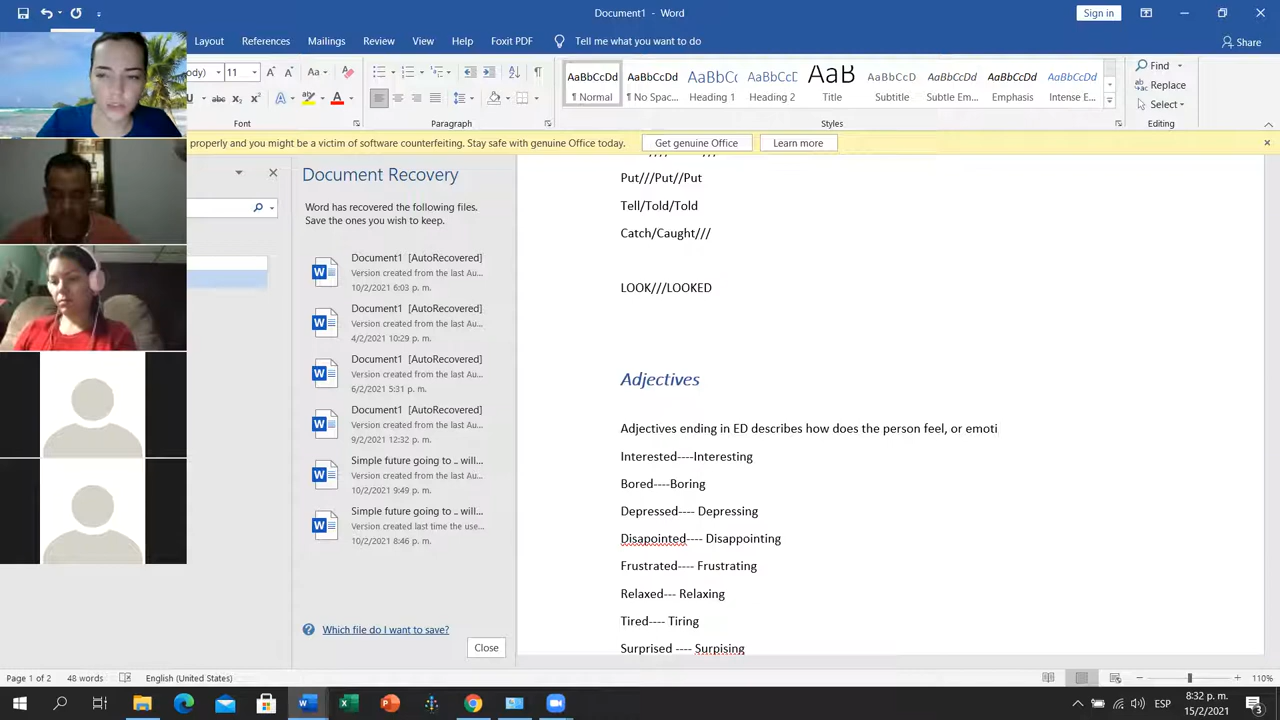 Document1 - Word
Sign in
Layout References Mailings Review View Help Foxit PDF Tell me what you want to do
Share
11 Aa
AaBbCcDd AaBbCcDd AaBbCc AaBbCcD AaB AaBbCcD AaBbCcDd AaBbCcDd AaBbCcDd
¶ Normal ¶ No Spac... Heading 1 Heading 2 Title Subtitle Subtle Em... Emphasis Intense E...
Find
Replace
Select
Font Paragraph Styles Editing
properly and you might be a victim of software counterfeiting. Stay safe with genuine Office today. Get genuine Office Learn more
Document Recovery
Word has recovered the following files.
Save the ones you wish to keep.
Document1 [AutoRecovered]
Version created from the last Au...
10/2/2021 6:03 p. m.
Document1 [AutoRecovered]
Version created from the last Au...
4/2/2021 10:29 p. m.
Document1 [AutoRecovered]
Version created from the last Au...
6/2/2021 5:31 p. m.
Document1 [AutoRecovered]
Version created from the last Au...
9/2/2021 12:32 p. m.
Simple future going to .. will...
Version created from the last Au...
10/2/2021 9:49 p. m.
Simple future going to .. will...
Version created last time the use...
10/2/2021 8:46 p. m.
Which file do I want to save?
Close
Put///Put//Put
Tell/Told/Told
Catch/Caught///
LOOK///LOOKED
Adjectives
Adjectives ending in ED describes how does the person feel, or emoti
Interested----Interesting
Bored----Boring
Depressed---- Depressing
Disapointed---- Disappointing
Frustrated---- Frustrating
Relaxed--- Relaxing
Tired---- Tiring
Surprised ---- Surpising
Page 1 of 2 48 words English (United States) 110%
ESP
8:32 p. m.
15/2/2021
3